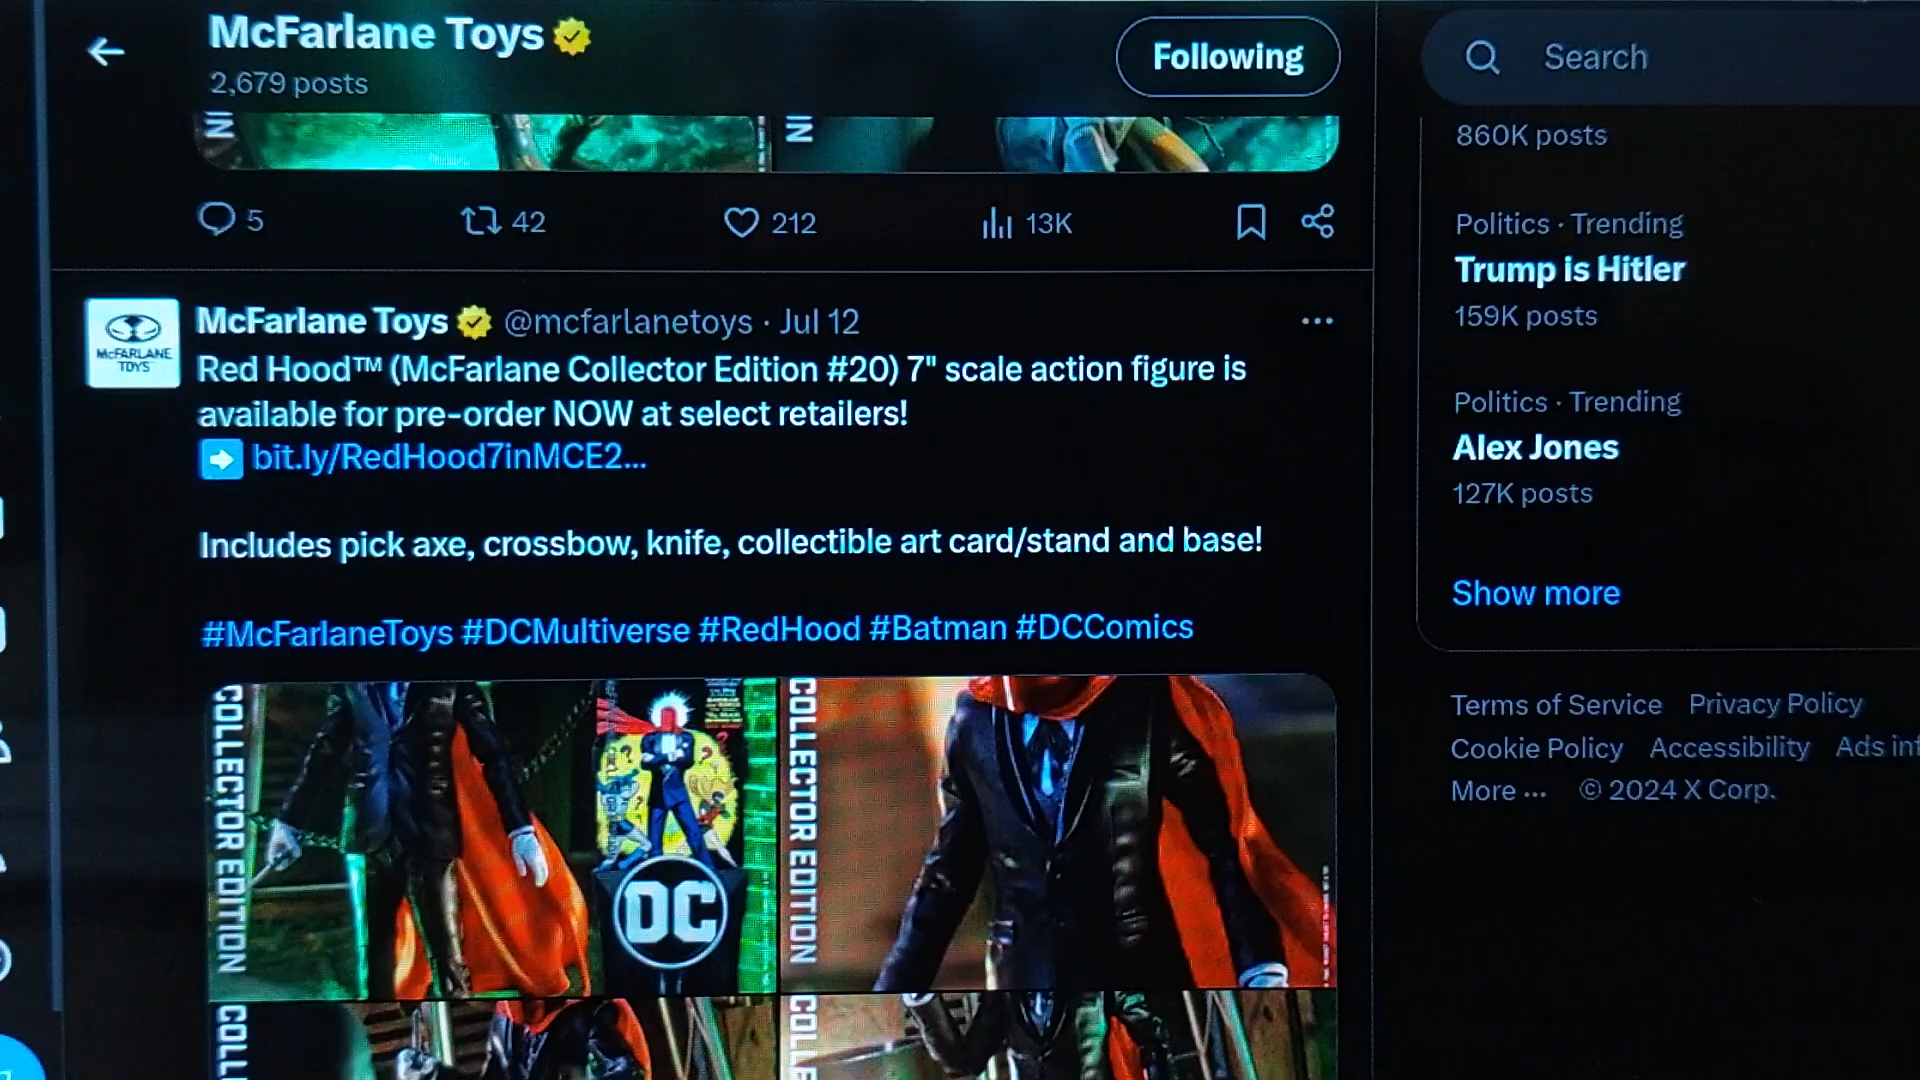 McFarlane Toys
2,679 posts
Following
Search
5
42
212
13K
860K posts
Politics · Trending
Trump is Hitler
159K posts
Politics · Trending
Alex Jones
127K posts
Show more
Terms of Service Privacy Policy
Cookie Policy Accessibility Ads inf
More ··· © 2024 X Corp.
McFARLANE
TOYS
McFarlane Toys @mcfarlanetoys · Jul 12
Red Hood™ (McFarlane Collector Edition #20) 7" scale action figure is
available for pre-order NOW at select retailers!
bit.ly/RedHood7inMCE2...
Includes pick axe, crossbow, knife, collectible art card/stand and base!
#McFarlaneToys #DCMultiverse #RedHood #Batman #DCComics
COLLECTOR EDITION
DC
COLLECTOR EDITION
COLL
COLL